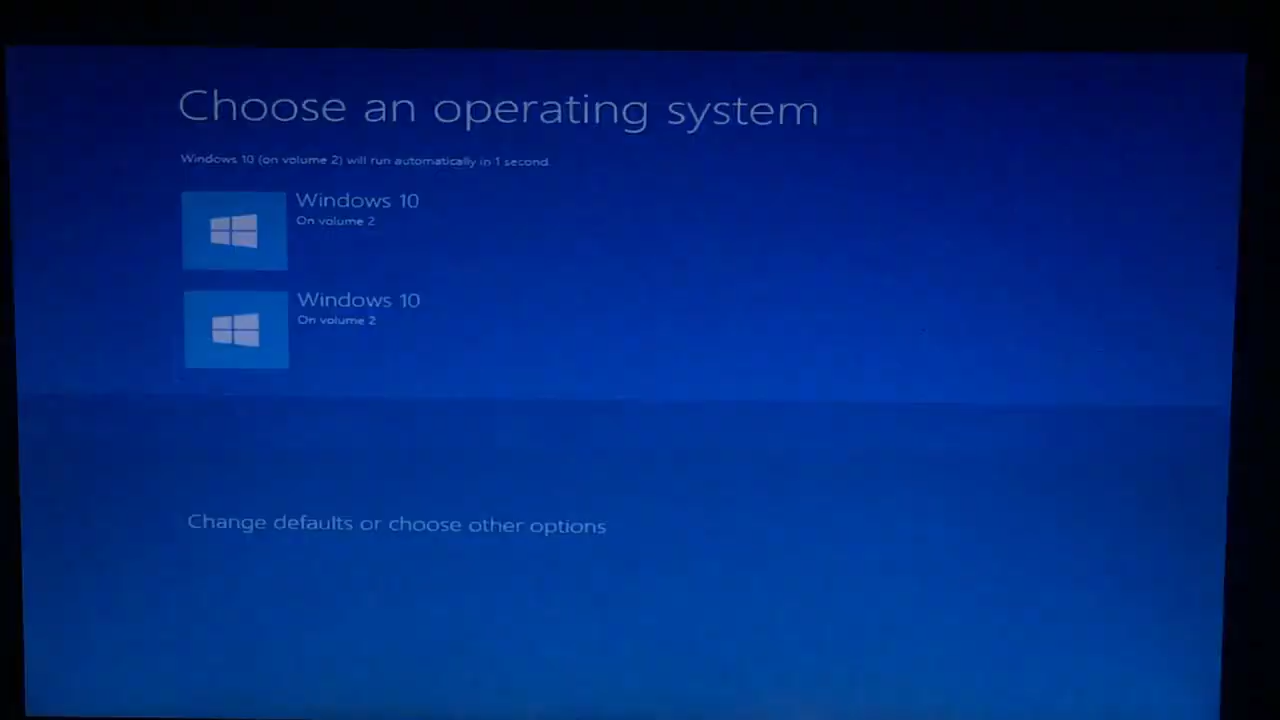 Choose an operating system
Windows 10 (on volume 2) will run automatically in 1 second.
Windows 10
On volume 2
Windows 10
On volume 2
Change defaults or choose other options